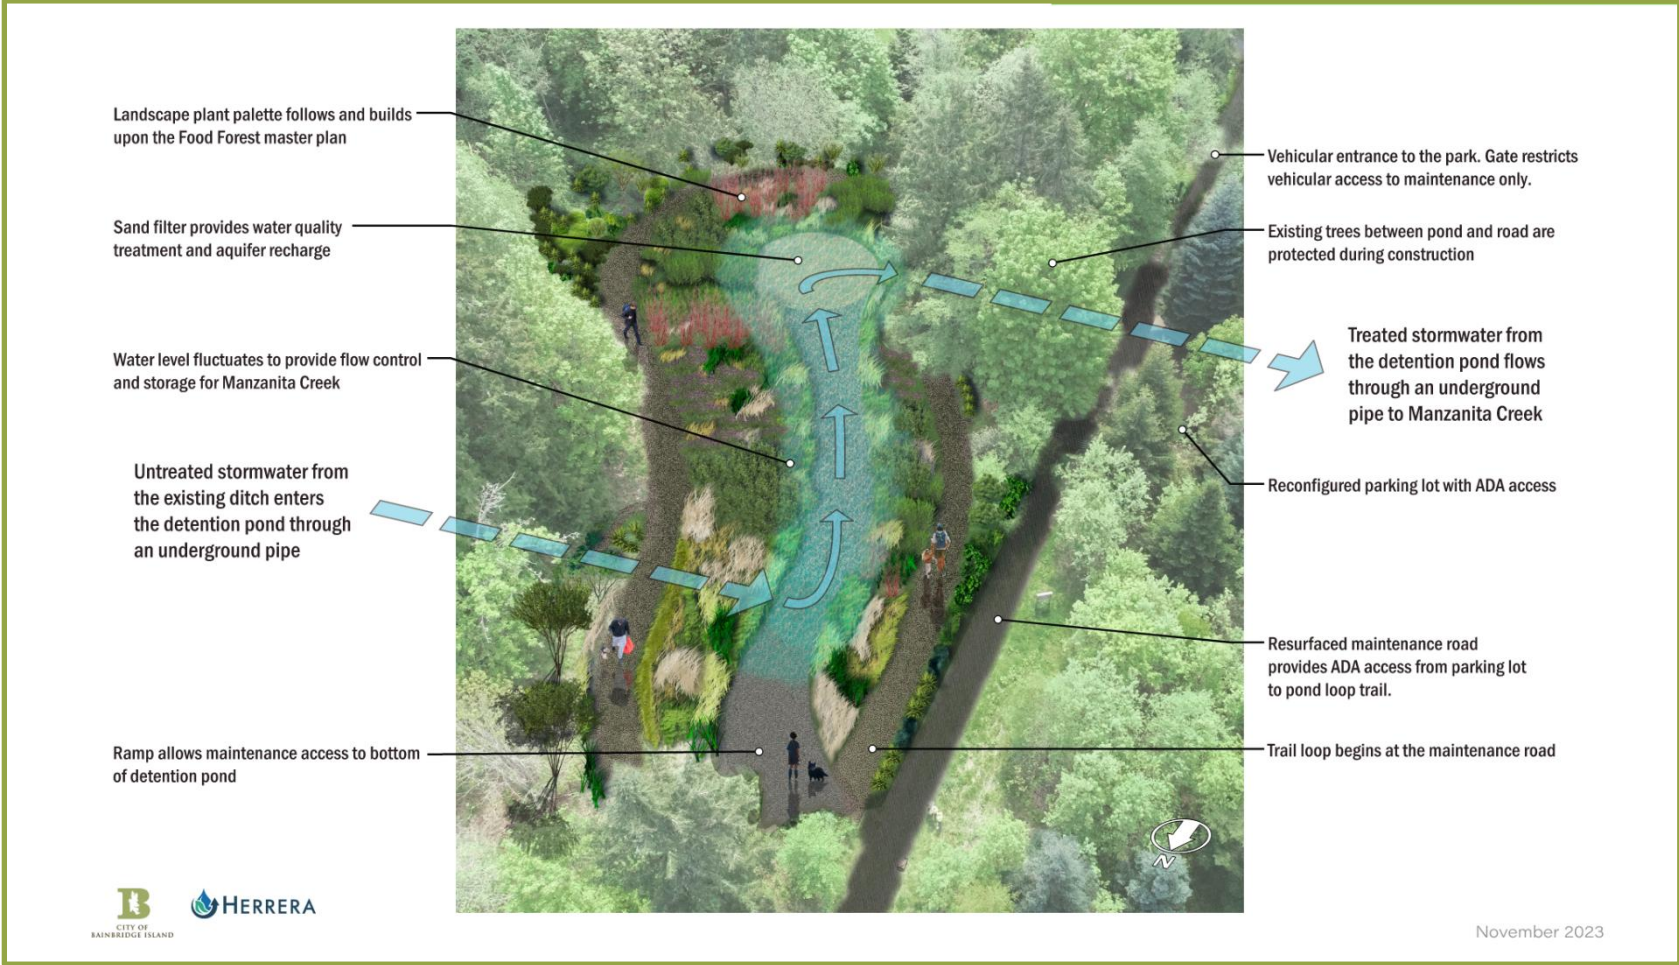 Landscape plant palette follows and builds
upon the Food Forest master plan
Sand filter provides water quality
treatment and aquifer recharge
Water level fluctuates to provide flow control
and storage for Manzanita Creek
Untreated stormwater from
the existing ditch enters
the detention pond through
an underground pipe
Ramp allows maintenance access to bottom
of detention pond
Vehicular entrance to the park. Gate restricts
vehicular access to maintenance only.
Existing trees between pond and road are
protected during construction
Treated stormwater from
the detention pond flows
through an underground
pipe to Manzanita Creek
Reconfigured parking lot with ADA access
Resurfaced maintenance road
provides ADA access from parking lot
to pond loop trail.
Trail loop begins at the maintenance road
N
B
CITY OF
BAINBRIDGE ISLAND
HERRERA
November 2023